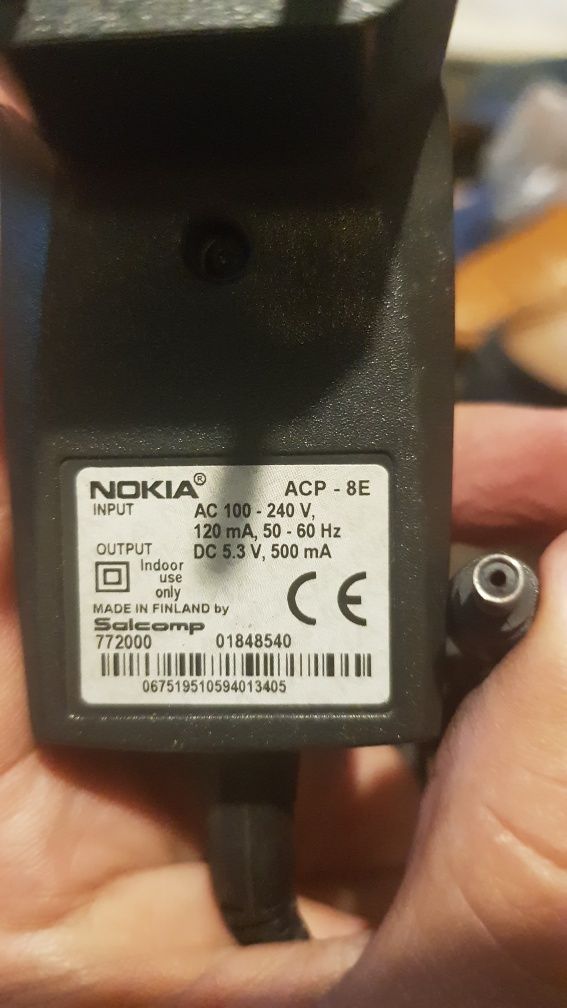 NOKIA® ACP - 8E
INPUT AC 100 - 240 V,
120 mA, 50 - 60 Hz
OUTPUT DC 5.3 V, 500 mA
Indoor
use
only
CE
MADE IN FINLAND by
Salcomp
772000 01848540
067519510594013405